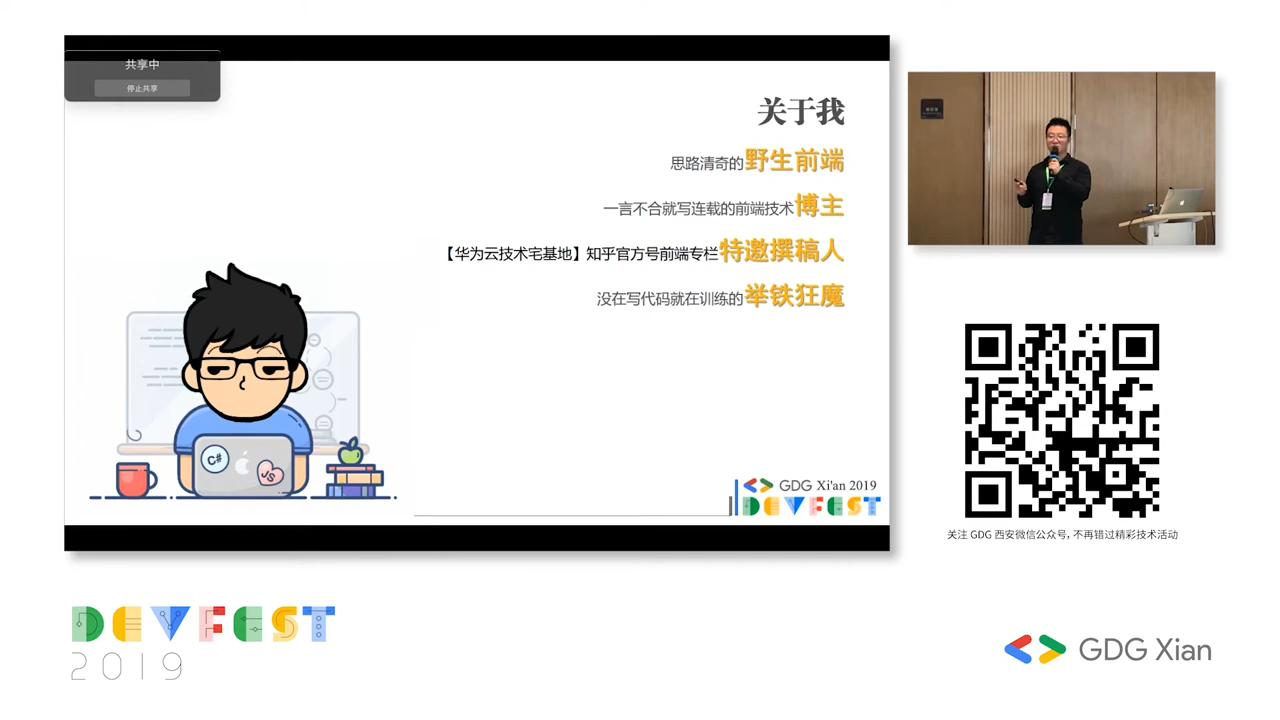 共享中
停止共享
关于我
思路清奇的野生前端
一言不合就写连载的前端技术博主
【华为云技术宅基地】知乎官方号前端专栏特邀撰稿人
没在写代码就在训练的举铁狂魔
C#
JS
GDG Xi'an 2019
DEVFEST
关注 GDG 西安微信公众号, 不再错过精彩技术活动
DEVFEST
2019
GDG Xian